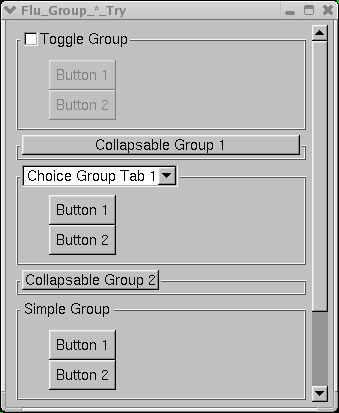 Flu_Group_*_Try
Toggle Group
Button 1
Button 2
Collapsable Group 1
Choice Group Tab 1
Button 1
Button 2
Collapsable Group 2
Simple Group
Button 1
Button 2